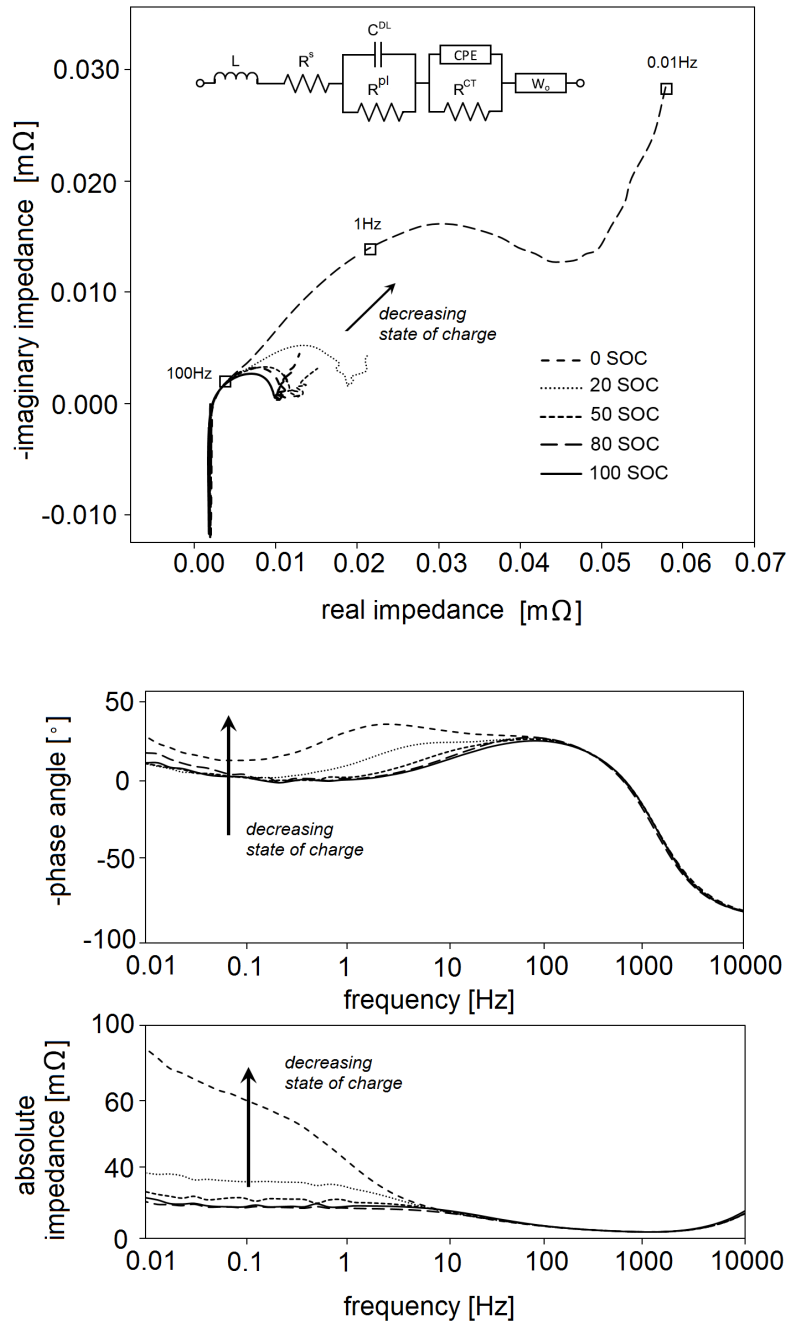 -imaginary impedance [mΩ]
0.030
0.020
0.010
0.000
-0.010
L
R^s
C^DL
R^pl
CPE
R^CT
W_o
0.01Hz
1Hz
100Hz
decreasing
state of charge
0 SOC
20 SOC
50 SOC
80 SOC
100 SOC
0.00 0.01 0.02 0.03 0.04 0.05 0.06 0.07
real impedance [mΩ]
-phase angle [°]
50
0
-50
-100
decreasing
state of charge
0.01 0.1 1 10 100 1000 10000
frequency [Hz]
absolute
impedance [mΩ]
100
60
40
0
decreasing
state of charge
0.01 0.1 1 10 100 1000 10000
frequency [Hz]